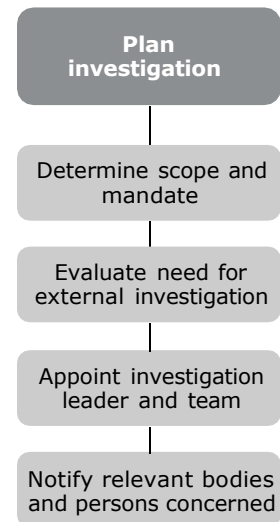 Plan
investigation
Determine scope and
mandate
Evaluate need for
external investigation
Appoint investigation
leader and team
Notify relevant bodies
and persons concerned